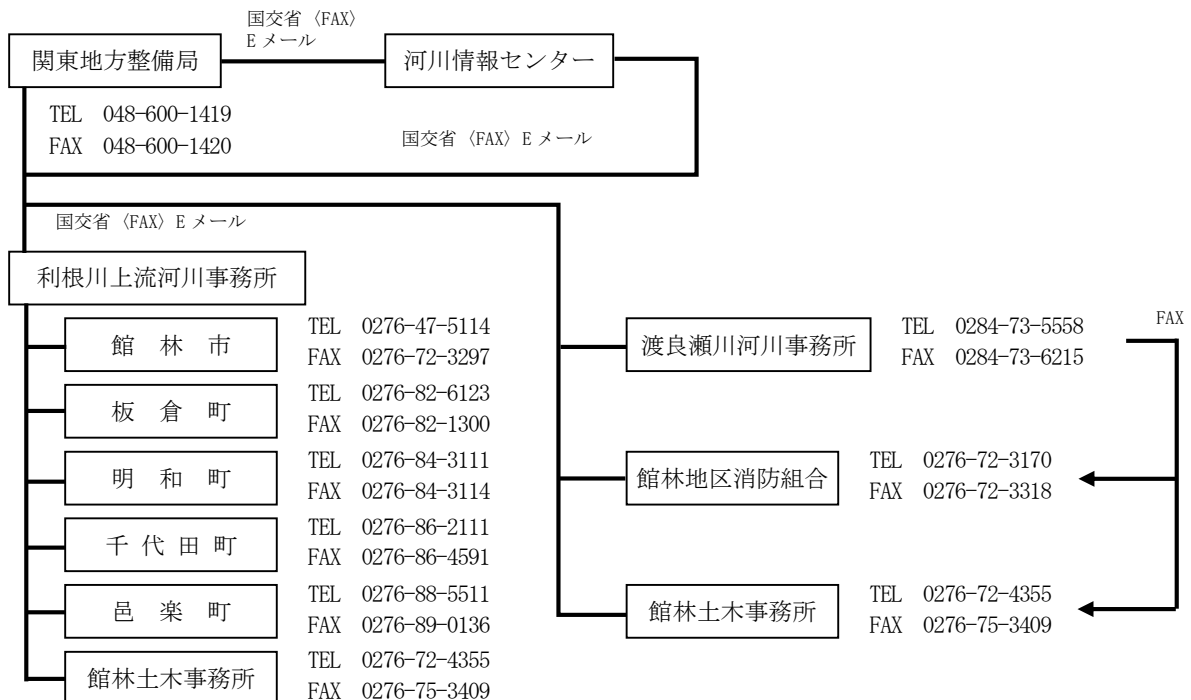 国交省〈FAX〉
Eメール
関東地方整備局
河川情報センター
TEL 048-600-1419
FAX 048-600-1420
国交省〈FAX〉Eメール
国交省〈FAX〉Eメール
利根川上流河川事務所
館林市
TEL 0276-47-5114
FAX 0276-72-3297
板倉町
TEL 0276-82-6123
FAX 0276-82-1300
明和町
TEL 0276-84-3111
FAX 0276-84-3114
千代田町
TEL 0276-86-2111
FAX 0276-86-4591
邑楽町
TEL 0276-88-5511
FAX 0276-89-0136
館林土木事務所
TEL 0276-72-4355
FAX 0276-75-3409
渡良瀬川河川事務所
TEL 0284-73-5558
FAX 0284-73-6215
FAX
館林地区消防組合
TEL 0276-72-3170
FAX 0276-72-3318
館林土木事務所
TEL 0276-72-4355
FAX 0276-75-3409